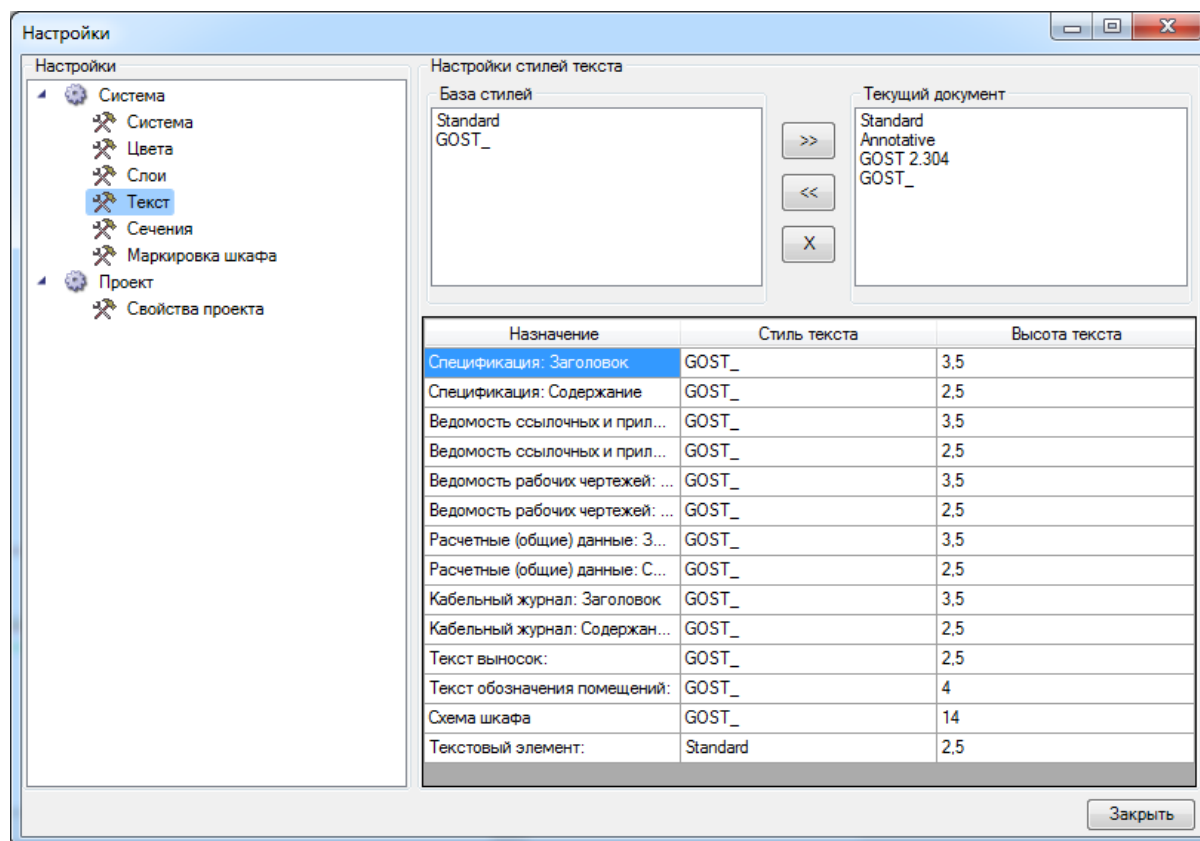 Настройки
Настройки
Система
Система
Цвета
Слои
Текст
Сечения
Маркировка шкафа
Проект
Свойства проекта
Настройки стилей текста
База стилей
Standard
GOST_
>>
<<
X
Текущий документ
Standard
Annotative
GOST 2.304
GOST_
Назначение Стиль текста Высота текста
Спецификация: Заголовок GOST_ 3,5
Спецификация: Содержание GOST_ 2,5
Ведомость ссылочных и прил... GOST_ 3,5
Ведомость ссылочных и прил... GOST_ 2,5
Ведомость рабочих чертежей: ... GOST_ 3,5
Ведомость рабочих чертежей: ... GOST_ 2,5
Расчетные (общие) данные: З... GOST_ 3,5
Расчетные (общие) данные: С... GOST_ 2,5
Кабельный журнал: Заголовок GOST_ 3,5
Кабельный журнал: Содержан... GOST_ 2,5
Текст выносок: GOST_ 2,5
Текст обозначения помещений: GOST_ 4
Схема шкафа GOST_ 14
Текстовый элемент: Standard 2,5
Закрыть